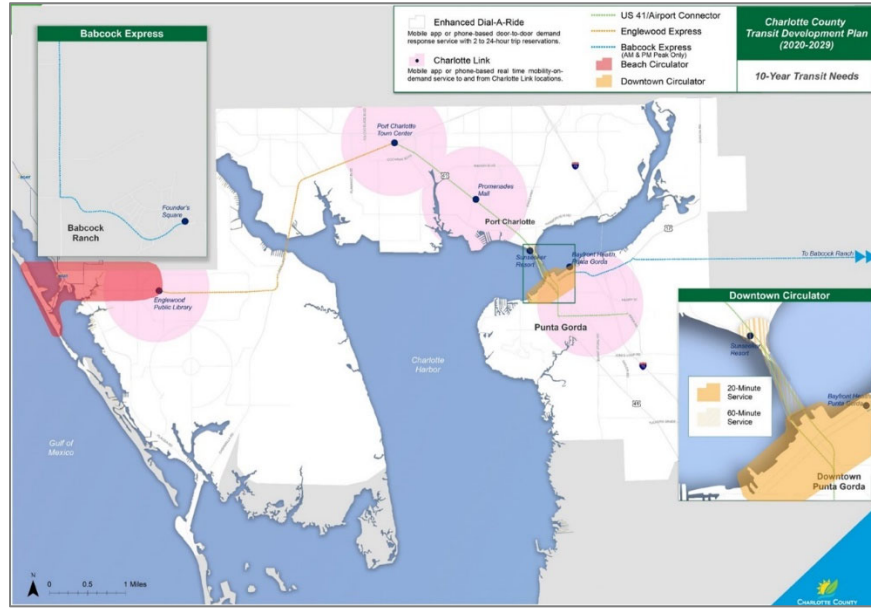 Babcock Express
Founder's
Square
Babcock
Ranch
Enhanced Dial-A-Ride
Mobile app or phone-based door-to-door demand
response service with 2 to 24-hour trip reservations.
Charlotte Link
Mobile app or phone-based real time mobility-on-
demand service to and from Charlotte Link locations.
US 41/Airport Connector
Englewood Express
Babcock Express
(AM & PM Peak Only)
Beach Circulator
Downtown Circulator
Charlotte County
Transit Development Plan
(2020-2029)
10-Year Transit Needs
Port Charlotte
Town Center
Promenades
Mall
Port Charlotte
Sunseeker
Resort
Bayfront Health
Punta Gorda
To Babcock Ranch
Englewood
Public Library
Punta Gorda
Charlotte
Harbor
Gulf of
Mexico
Downtown Circulator
Sunseeker
Resort
20-Minute
Service
60-Minute
Service
Bayfront Health
Punta Gorda
Downtown
Punta Gorda
N
0 0.5 1 Miles
CHARLOTTE COUNTY